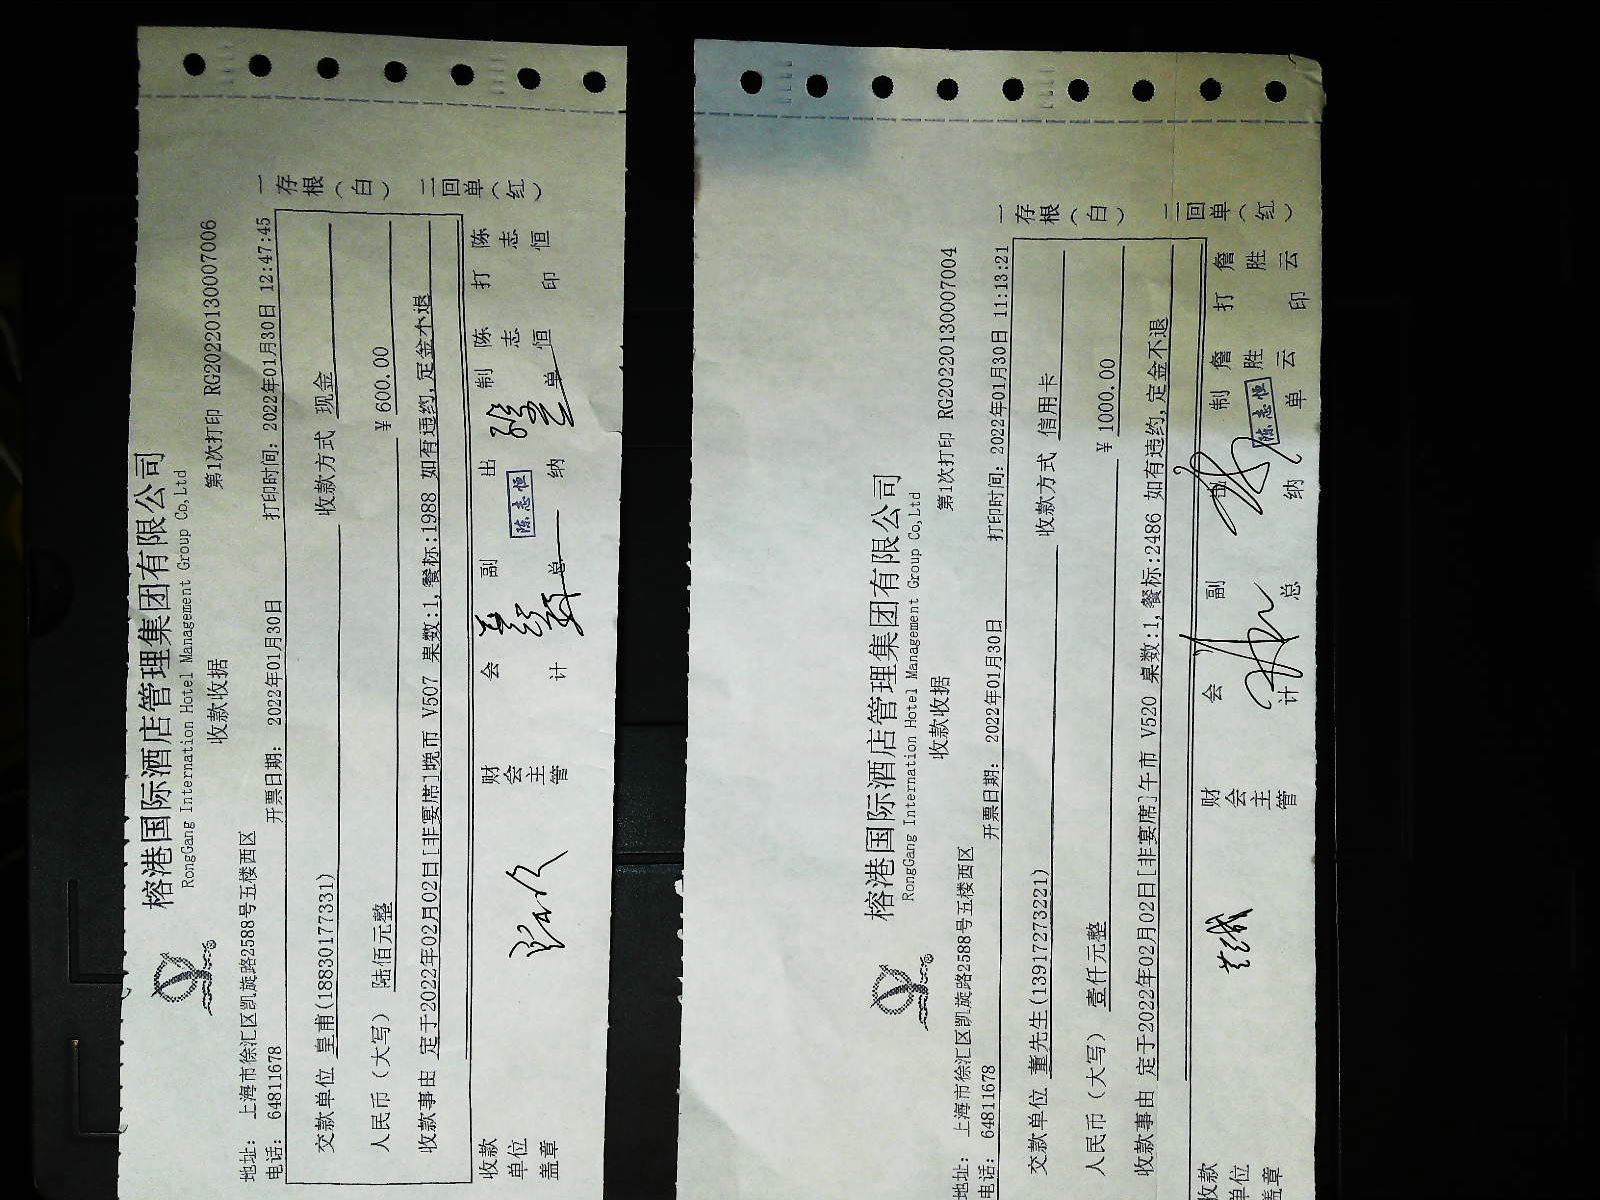 榕港国际酒店管理集团有限公司
RongGang Internation Hotel Management Group Co,Ltd
收款收据
第1次打印 RG20220130007006
地址: 上海市徐汇区凯旋路2588号五楼西区
电话: 64811678
开票日期: 2022年01月30日
打印时间: 2022年01月30日 12:47:45
交款单位 皇甫(18830177331)
收款方式 现金
人民币(大写) 陆佰元整
¥600.00
收款事由 定于2022年02月02日[非宴席]晚市 V507 桌数:1,餐标:1988 如有违约,定金不退
收款单位盖章 财会主管 会计 副总 出纳 制单 陈志恒 打印 陈志恒
陈志恒
一存根(白) 二回单(红)
榕港国际酒店管理集团有限公司
RongGang Internation Hotel Management Group Co,Ltd
收款收据
第1次打印 RG20220130007004
地址: 上海市徐汇区凯旋路2588号五楼西区
电话: 64811678
开票日期: 2022年01月30日
打印时间: 2022年01月30日 11:13:21
交款单位 董先生(13917273221)
收款方式 信用卡
人民币(大写) 壹仟元整
¥1000.00
收款事由 定于2022年02月02日[非宴席]午市 V520 桌数:1,餐标:2486 如有违约,定金不退
收款单位盖章 财会主管 会计 副总 出纳 制单 詹胜云 打印 詹胜云
陈志恒
一存根(白) 二回单(红)